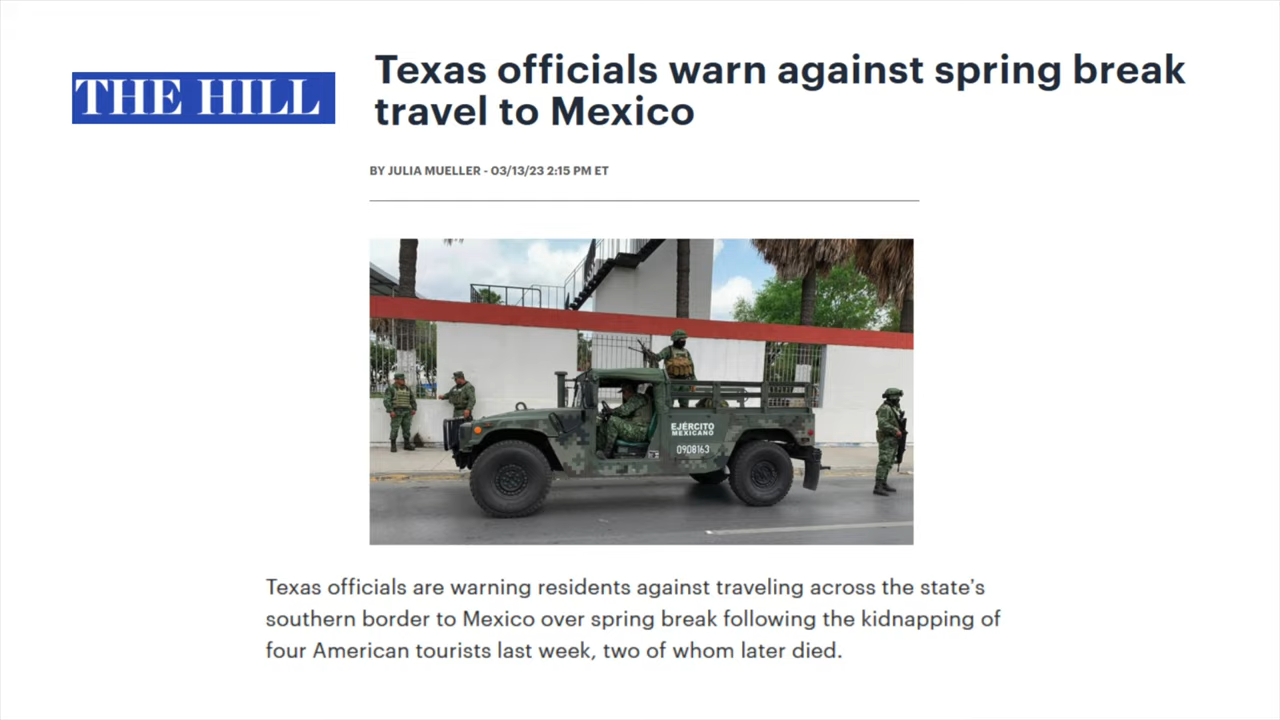 THE HILL
Texas officials warn against spring break
travel to Mexico
BY JULIA MUELLER - 03/13/23 2:15 PM ET
EJÉRCITO
MEXICANO
0908163
Texas officials are warning residents against traveling across the state's
southern border to Mexico over spring break following the kidnapping of
four American tourists last week, two of whom later died.